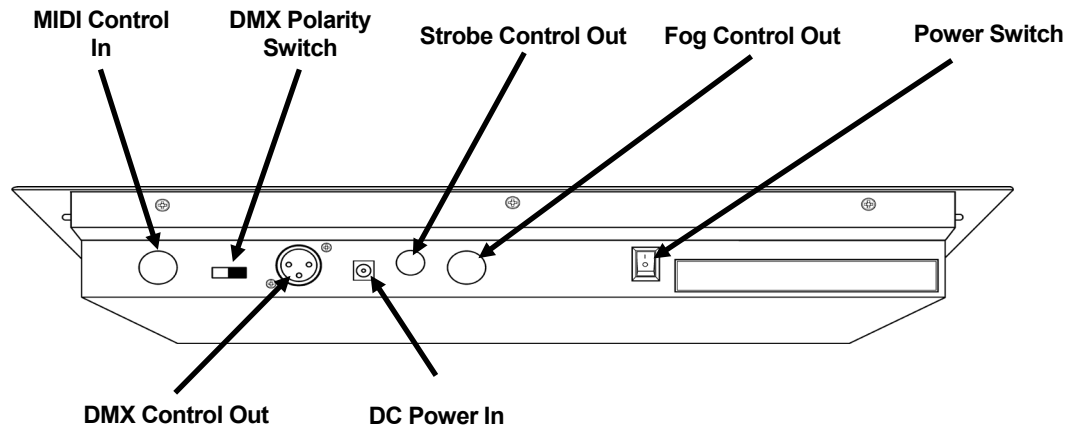 MIDI Control
In
DMX Polarity
Switch
Strobe Control Out
Fog Control Out
Power Switch
DMX Control Out
DC Power In